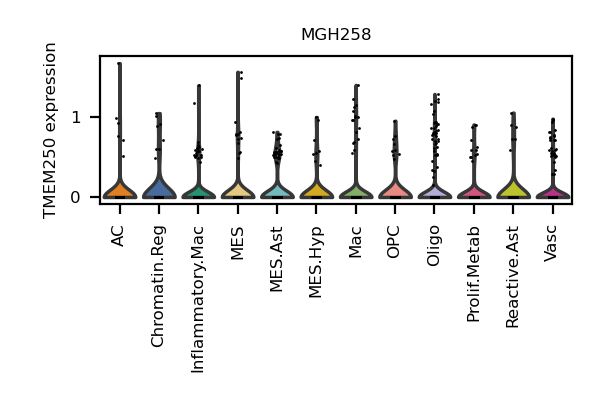 MGH258
TMEM250 expression
1
0
AC
Chromatin.Reg
Inflammatory.Mac
MES
MES.Ast
MES.Hyp
Mac
OPC
Oligo
Prolif.Metab
Reactive.Ast
Vasc